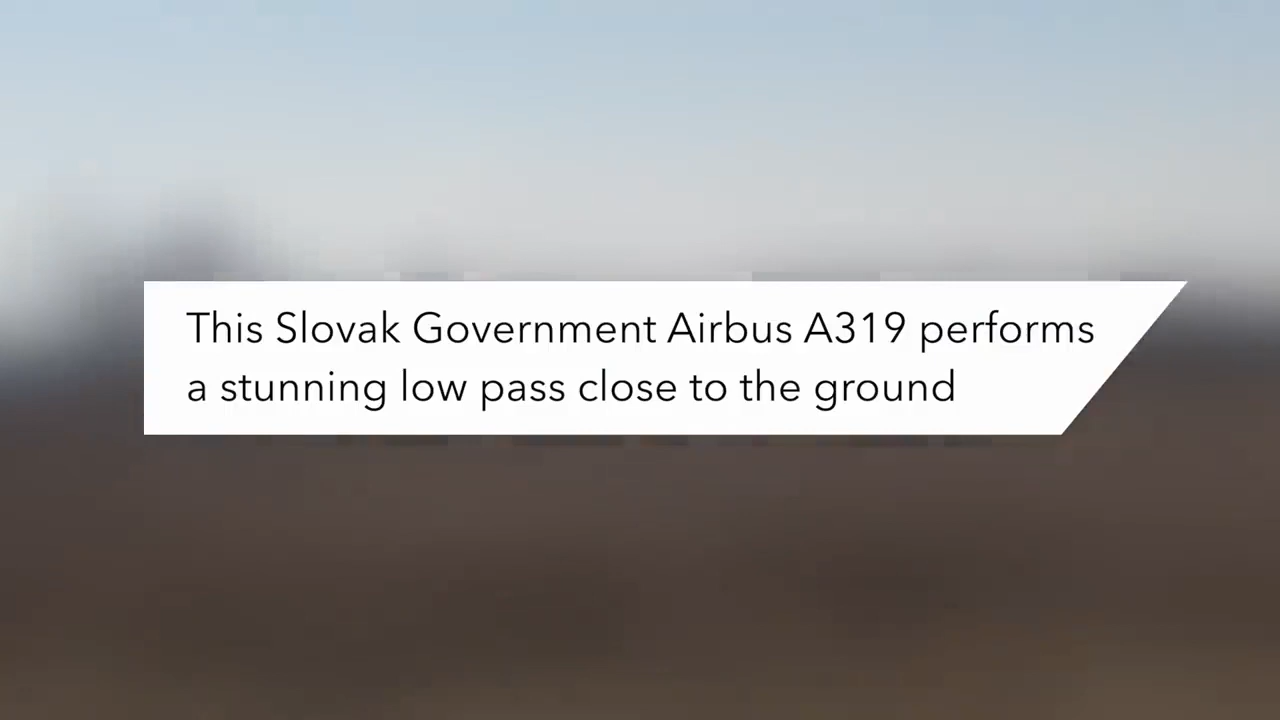 This Slovak Government Airbus A319 performs
a stunning low pass close to the ground